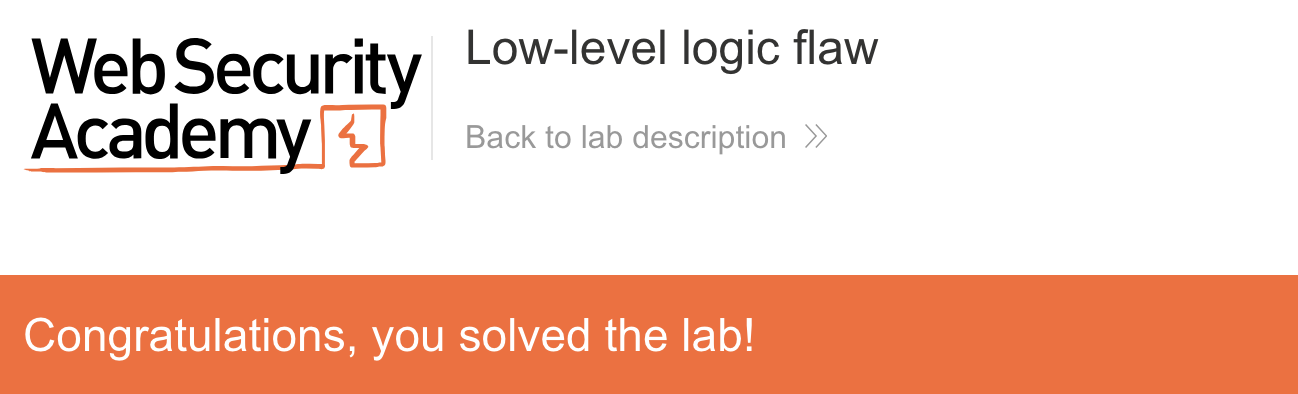 Web Security
Academy
Low-level logic flaw
Back to lab description
Congratulations, you solved the lab!